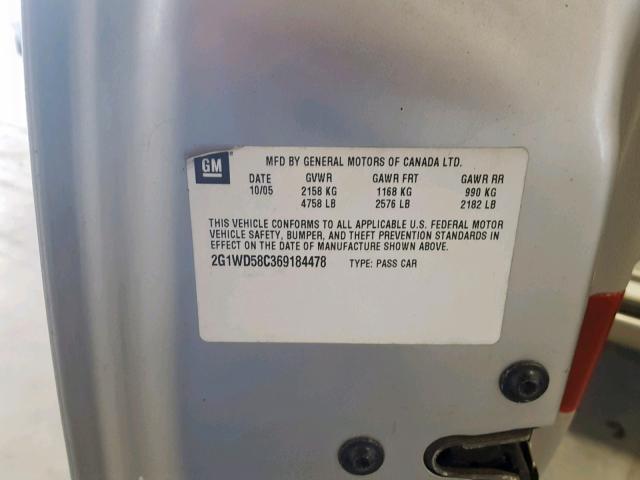 GM
MFD BY GENERAL MOTORS OF CANADA LTD.
DATE GVWR GAWR FRT GAWR RR
10/05 2158 KG 1168 KG 990 KG
4758 LB 2576 LB 2182 LB
THIS VEHICLE CONFORMS TO ALL APPLICABLE U.S. FEDERAL MOTOR
VEHICLE SAFETY, BUMPER, AND THEFT PREVENTION STANDARDS IN
EFFECT ON THE DATE OF MANUFACTURE SHOWN ABOVE.
2G1WD58C369184478 TYPE: PASS CAR